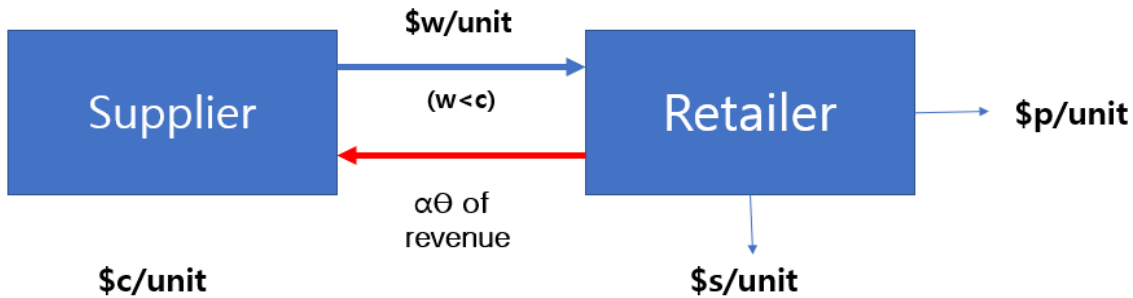 $w/unit
Supplier
(w<c)
Retailer
$p/unit
αΘ of
revenue
$c/unit
$s/unit